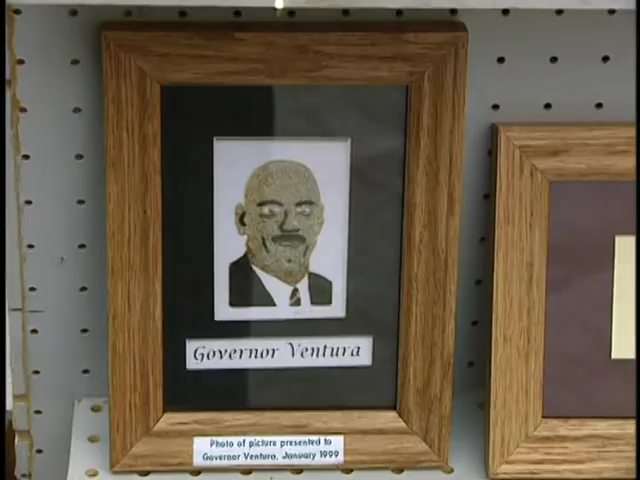 Governor Ventura
Photo of picture presented to
Governor Ventura, January 1999